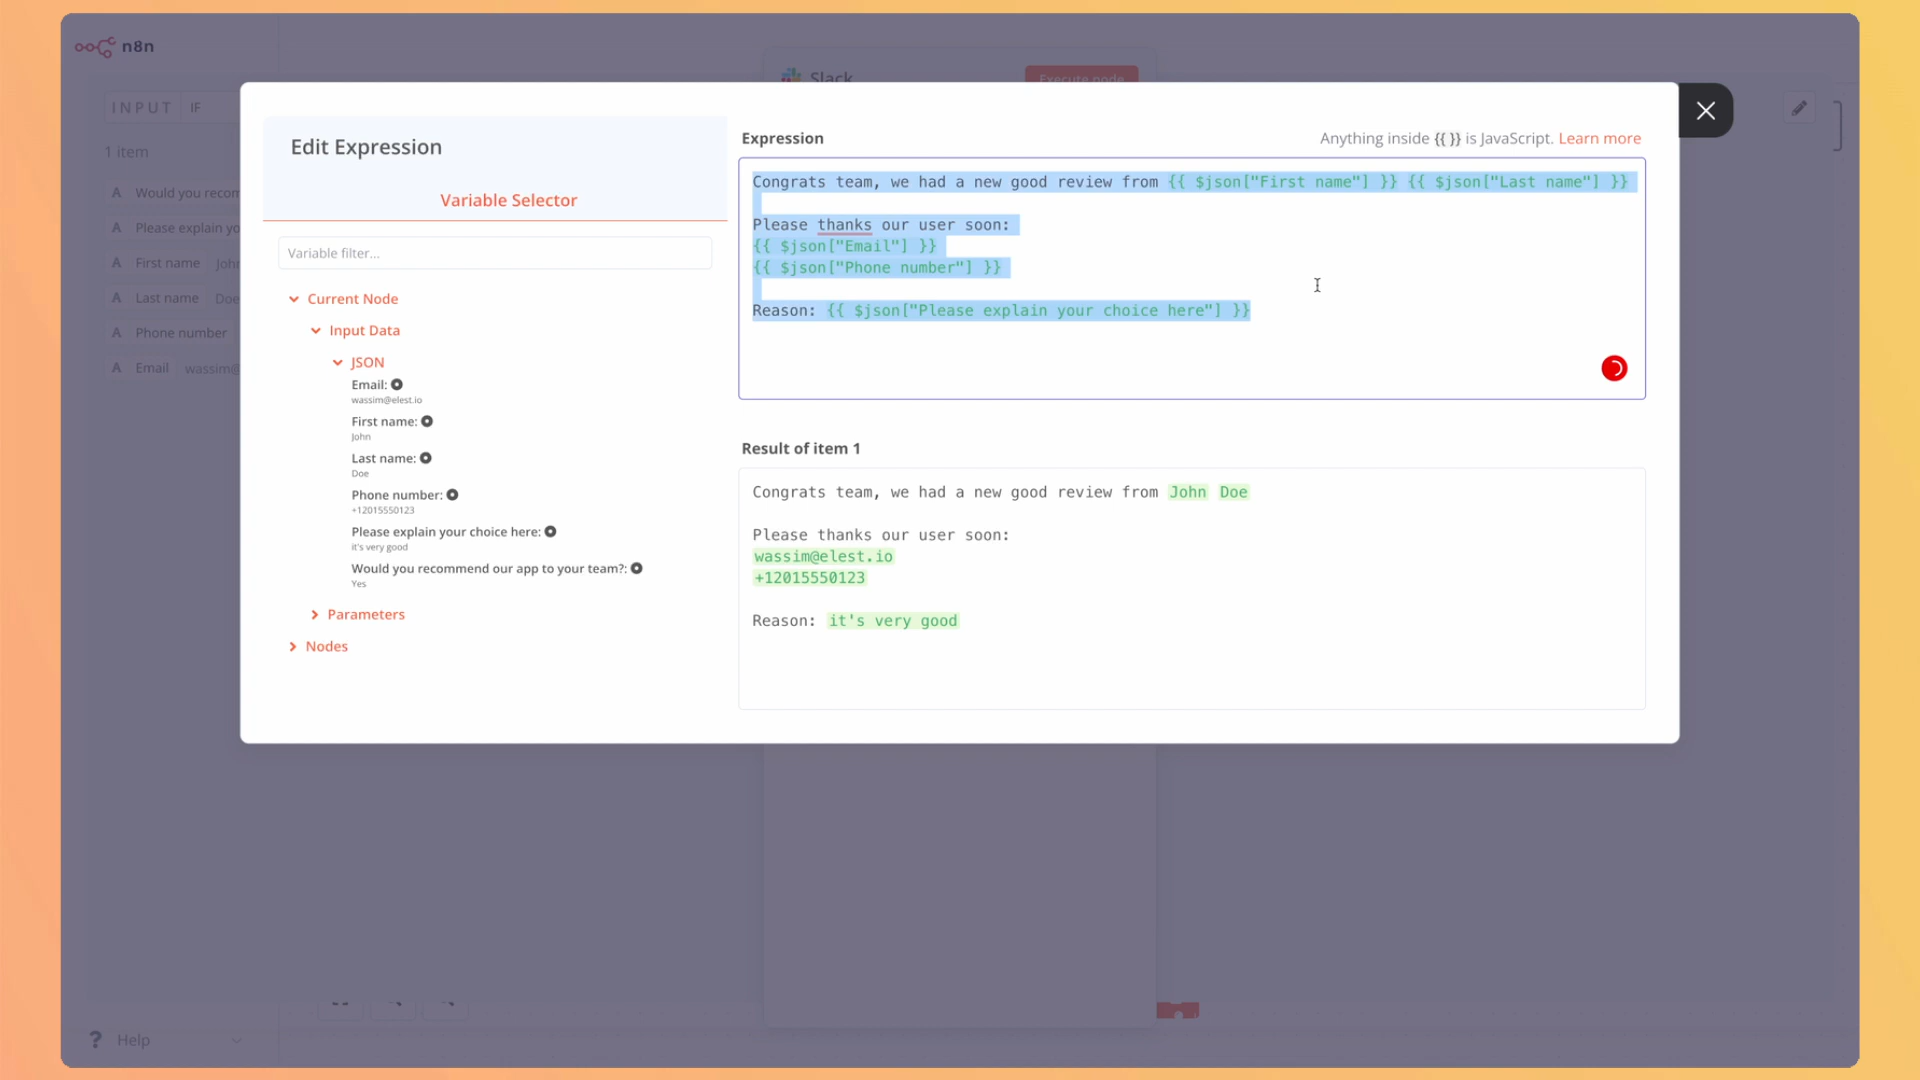 n8n
Slack
Execute node
INPUT IF
1 item
A Would you recom
A Please explain yo
A First name John
A Last name Doe
A Phone number
A Email wassim@
Help
Edit Expression
Variable Selector
Variable filter...
Current Node
Input Data
JSON
Email:
wassim@elest.io
First name:
John
Last name:
Doe
Phone number:
+12015550123
Please explain your choice here:
it's very good
Would you recommend our app to your team?:
Yes
Parameters
Nodes
Expression
Anything inside {{ }} is JavaScript. Learn more
Congrats team, we had a new good review from {{ $json["First name"] }} {{ $json["Last name"] }}
Please thanks our user soon:
{{ $json["Email"] }}
{{ $json["Phone number"] }}
Reason: {{ $json["Please explain your choice here"] }}
Result of item 1
Congrats team, we had a new good review from John Doe
Please thanks our user soon:
wassim@elest.io
+12015550123
Reason: it's very good